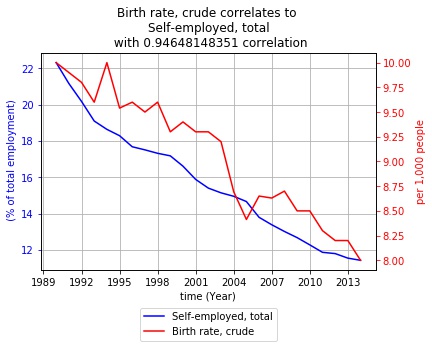 Birth rate, crude correlates to
Self-employed, total
with 0.94648148351 correlation
22
20
18
16
14
12
(% of total employment)
10.00
9.75
9.50
9.25
9.00
8.75
8.50
8.25
8.00
per 1,000 people
1989 1992 1995 1998 2001 2004 2007 2010 2013
time (Year)
Self-employed, total
Birth rate, crude